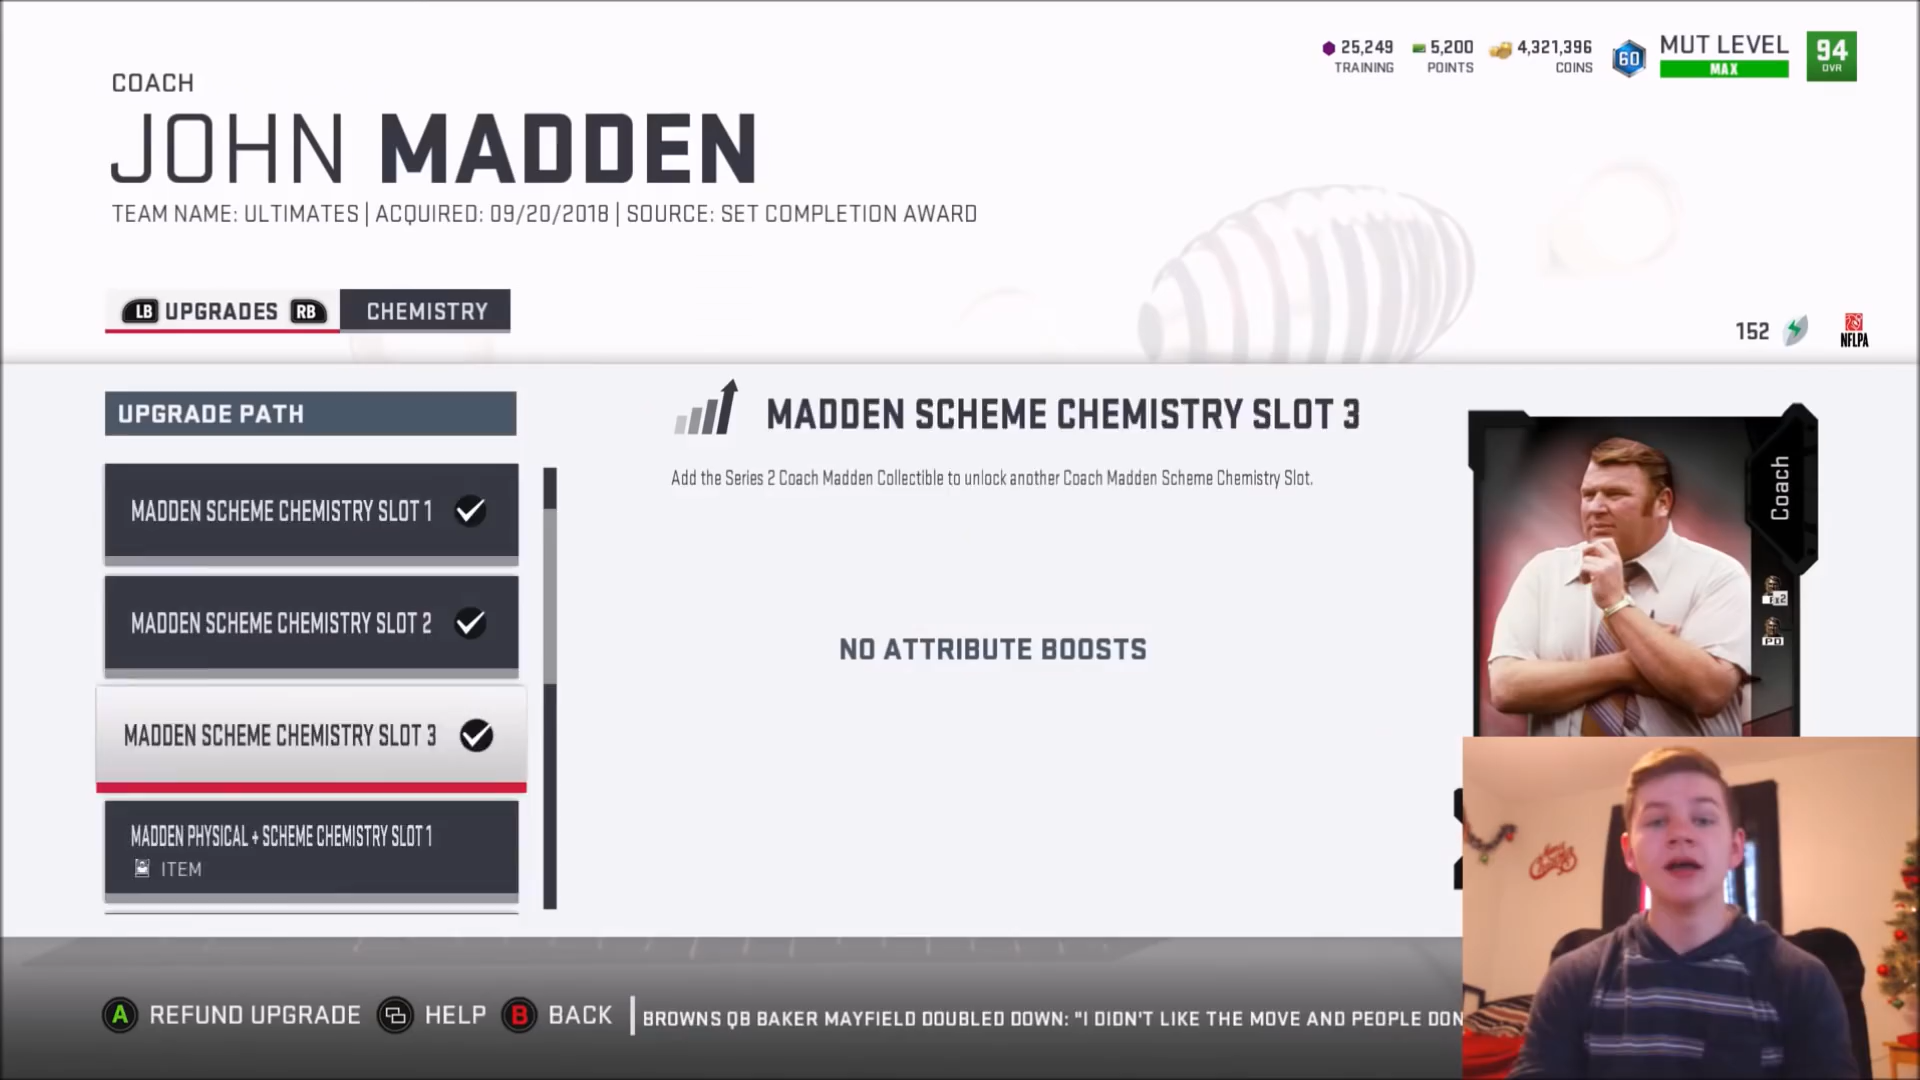 COACH
JOHN MADDEN
TEAM NAME: ULTIMATES | ACQUIRED: 09/20/2018 | SOURCE: SET COMPLETION AWARD
25,249
TRAINING
5,200
POINTS
4,321,396
COINS
60
MUT LEVEL
MAX
94
OVR
LB UPGRADES RB
CHEMISTRY
152
NFLPA
UPGRADE PATH
MADDEN SCHEME CHEMISTRY SLOT 1
MADDEN SCHEME CHEMISTRY SLOT 2
MADDEN SCHEME CHEMISTRY SLOT 3
MADDEN PHYSICAL + SCHEME CHEMISTRY SLOT 1
ITEM
MADDEN SCHEME CHEMISTRY SLOT 3
Add the Series 2 Coach Madden Collectible to unlock another Coach Madden Scheme Chemistry Slot.
NO ATTRIBUTE BOOSTS
Coach
x2
PD
A REFUND UPGRADE
HELP
B BACK
BROWNS QB BAKER MAYFIELD DOUBLED DOWN: "I DIDN'T LIKE THE MOVE AND PEOPLE DON